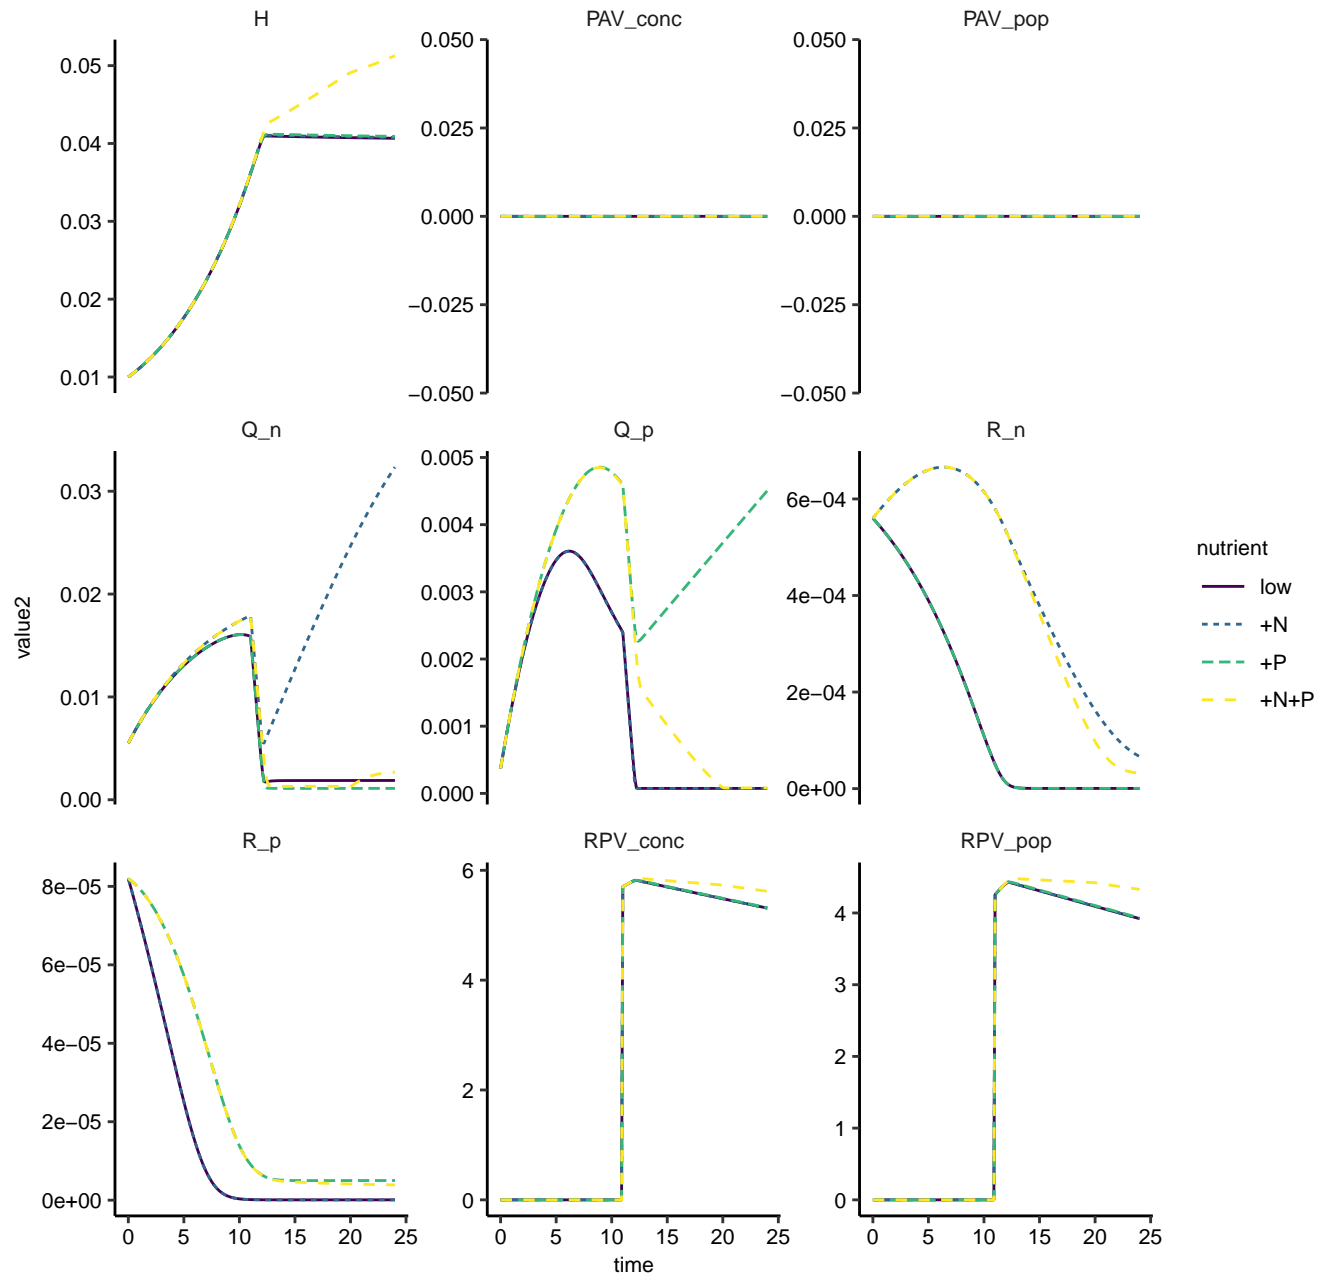 H
PAV_conc
PAV_pop
0.05
0.04
0.03
0.02
0.01
0.050
0.025
0.000
−0.025
−0.050
0.050
0.025
0.000
−0.025
−0.050
Q_n
Q_p
R_n
0.03
0.02
0.01
0.00
0.005
0.004
0.003
0.002
0.001
0.000
6e−04
4e−04
2e−04
0e+00
value2
nutrient
low
+N
+P
+N+P
R_p
RPV_conc
RPV_pop
8e−05
6e−05
4e−05
2e−05
0e+00
6
4
2
0
4
3
2
1
0
0 5 10 15 20 25
0 5 10 15 20 25
0 5 10 15 20 25
time